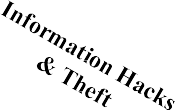 Information Hacks
& Theft